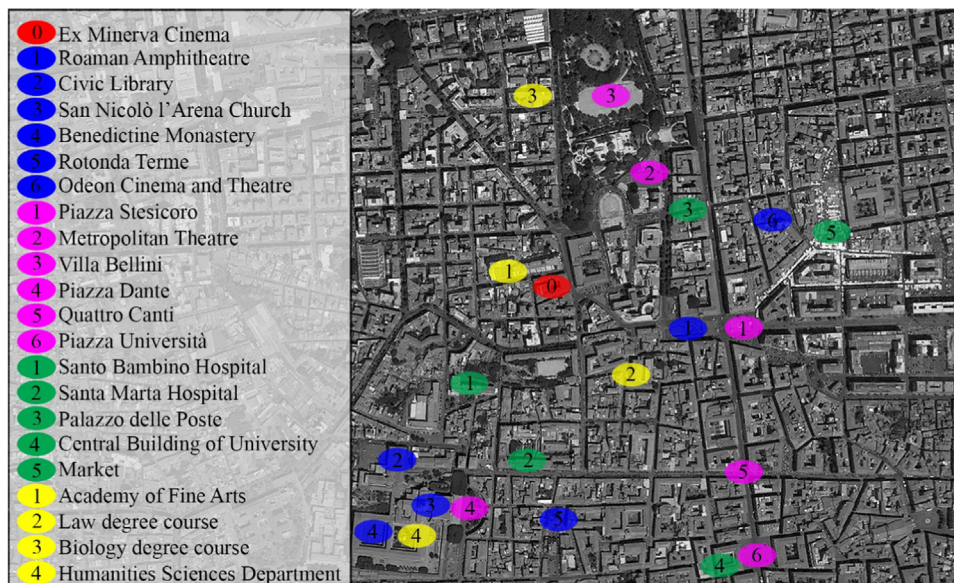 0 Ex Minerva Cinema
1 Roaman Amphitheatre
2 Civic Library
3 San Nicolò l'Arena Church
4 Benedictine Monastery
5 Rotonda Terme
6 Odeon Cinema and Theatre
1 Piazza Stesicoro
2 Metropolitan Theatre
3 Villa Bellini
4 Piazza Dante
5 Quattro Canti
6 Piazza Università
1 Santo Bambino Hospital
2 Santa Marta Hospital
3 Palazzo delle Poste
4 Central Building of University
5 Market
1 Academy of Fine Arts
2 Law degree course
3 Biology degree course
4 Humanities Sciences Department
3 3
2
3 6 5
1 0
1 1
1 2
2 2 5
3 4 5
4 4
4 6